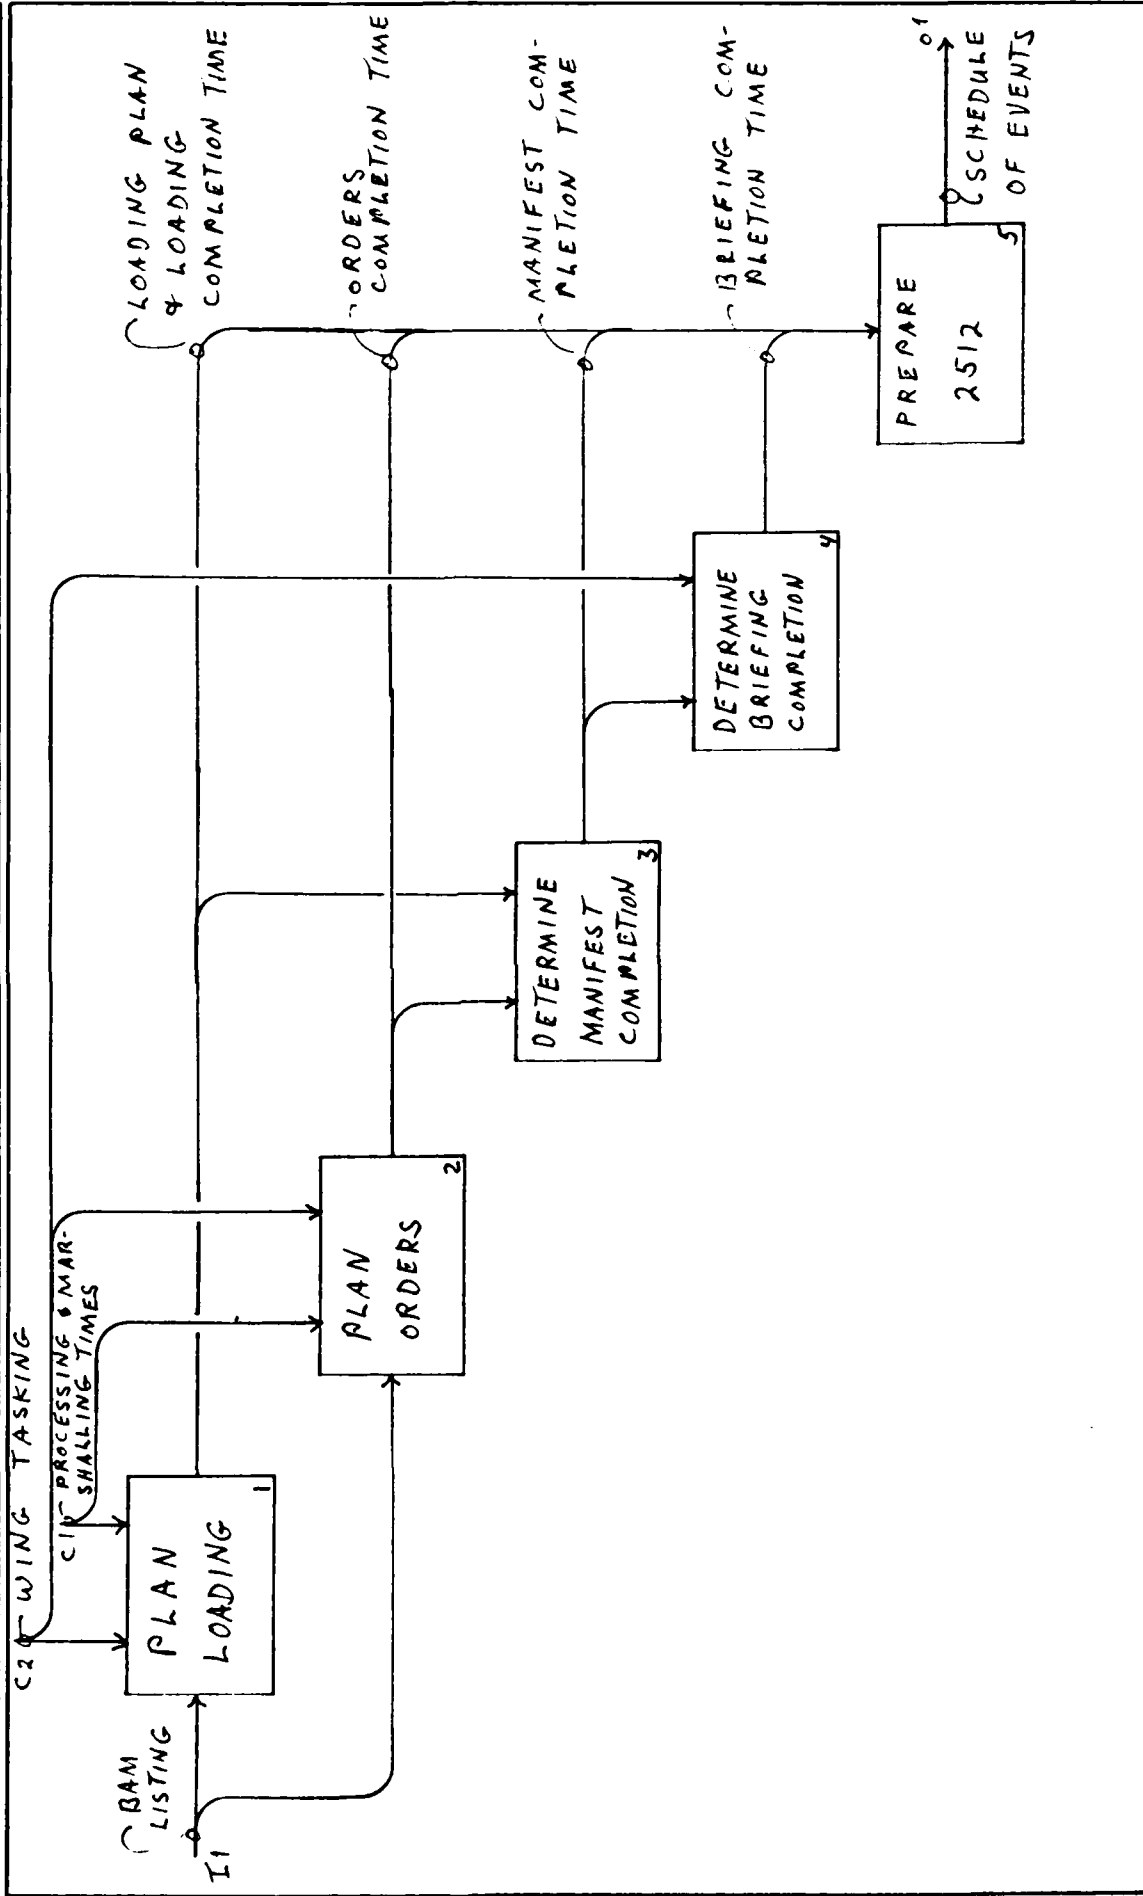 C2
WING TASKING
C1
PROCESSING & MAR-
SHALLING TIMES
BAM
LISTING
I1
PLAN
LOADING
1
PLAN
ORDERS
2
DETERMINE
MANIFEST
COMPLETION
3
DETERMINE
BRIEFING
COMPLETION
4
PREPARE
2512
5
LOADING PLAN
& LOADING
COMPLETION TIME
ORDERS
COMPLETION TIME
MANIFEST COM-
PLETION TIME
BRIEFING COM-
PLETION TIME
O1
SCHEDULE
OF EVENTS